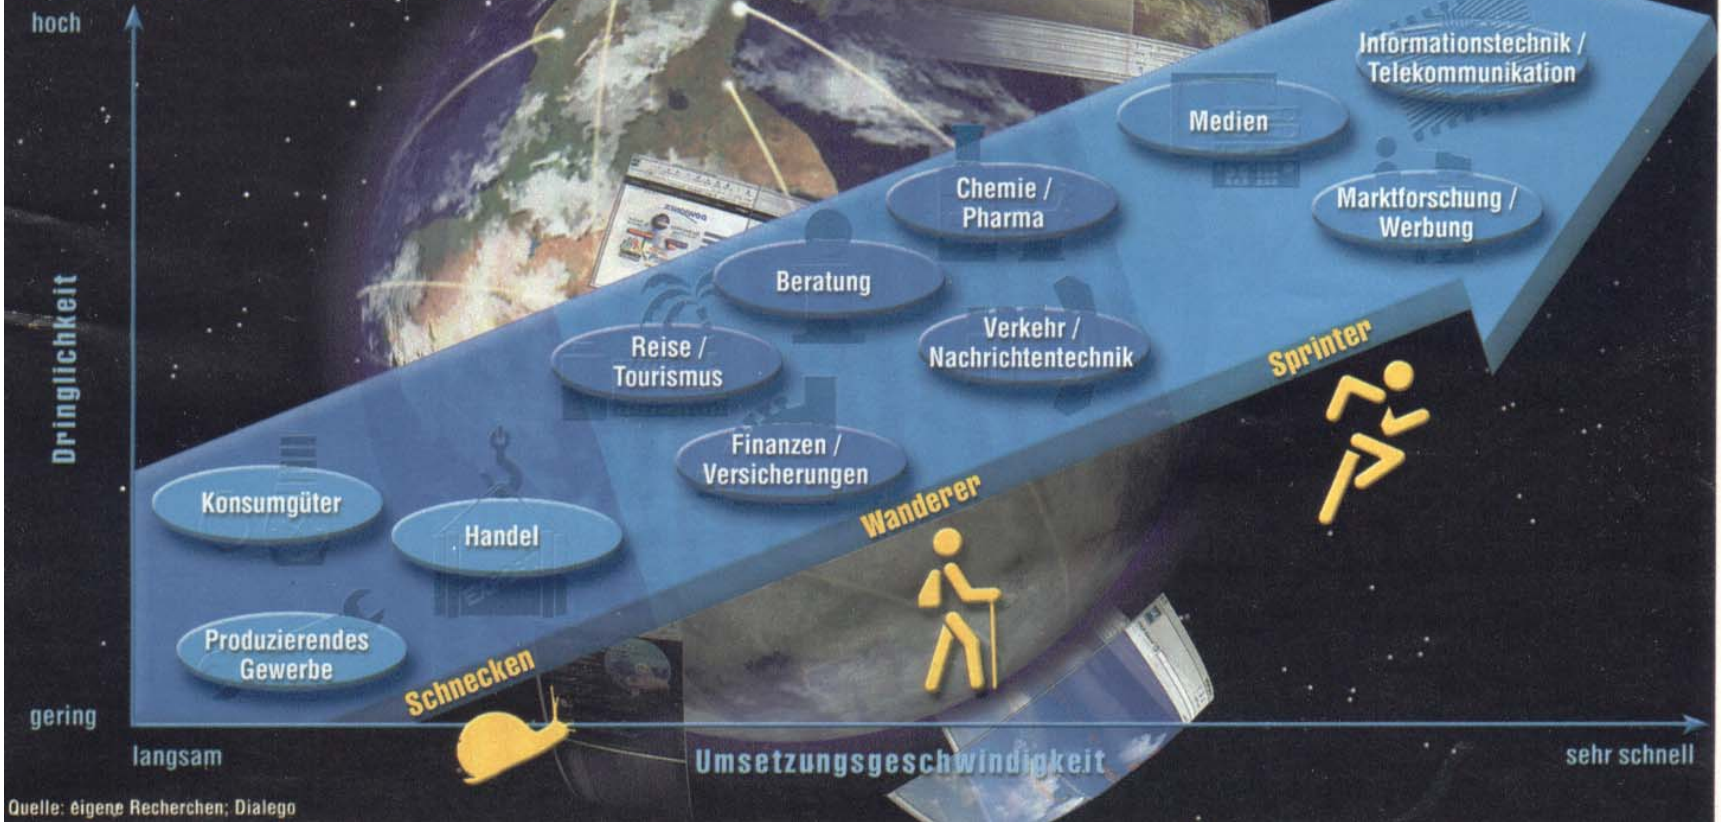 hoch
Informationstechnik /
Telekommunikation
Medien
Chemie /
Pharma
Marktforschung /
Werbung
Beratung
Verkehr /
Nachrichtentechnik
Reise /
Tourismus
Sprinter
Dringlichkeit
Finanzen /
Versicherungen
Wanderer
Konsumgüter
Handel
Produzierendes
Gewerbe
Schnecken
gering
langsam
Umsetzungsgeschwindigkeit
sehr schnell
Quelle: eigene Recherchen; Dialego